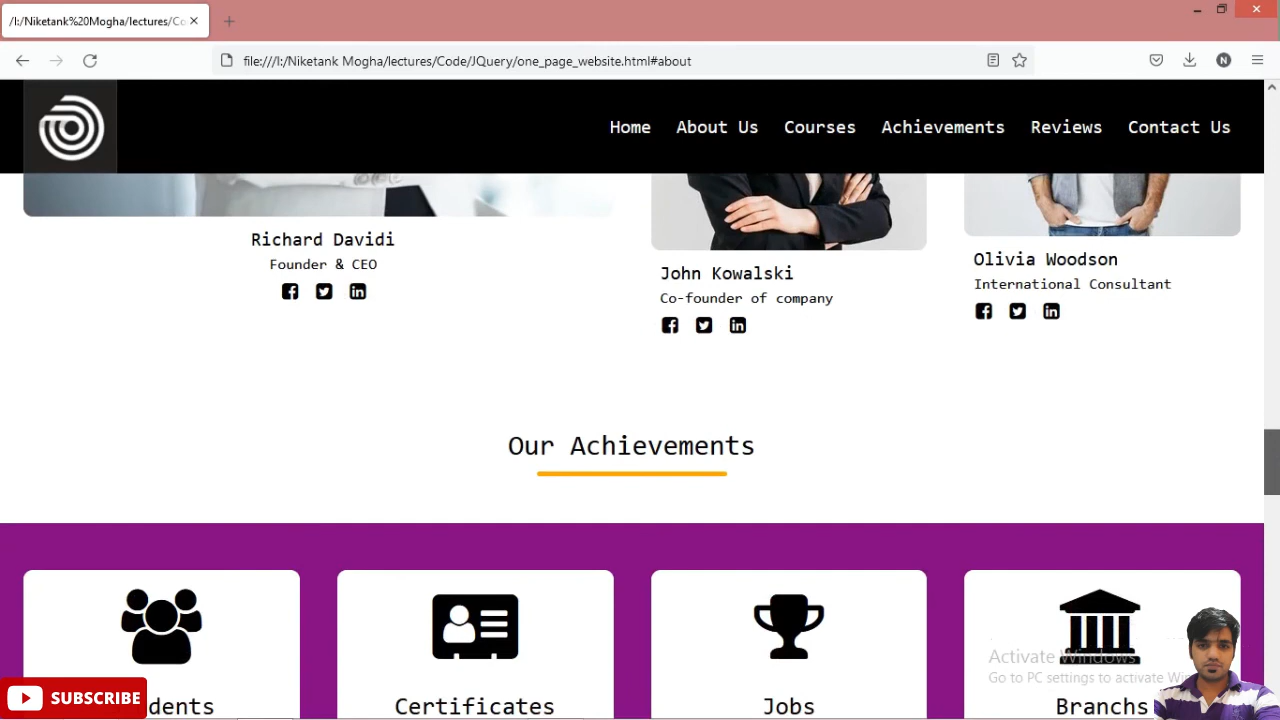 /I:/Niketank%20Mogha/lectures/Co
file:///I:/Niketank Mogha/lectures/Code/JQuery/one_page_website.html#about
N
Home About Us Courses Achievements Reviews Contact Us
Richard Davidi
Founder & CEO
John Kowalski
Co-founder of company
Olivia Woodson
International Consultant
Our Achievements
dents
Certificates
Jobs
Branchs
Activate Windows
Go to PC settings to activate Win
SUBSCRIBE